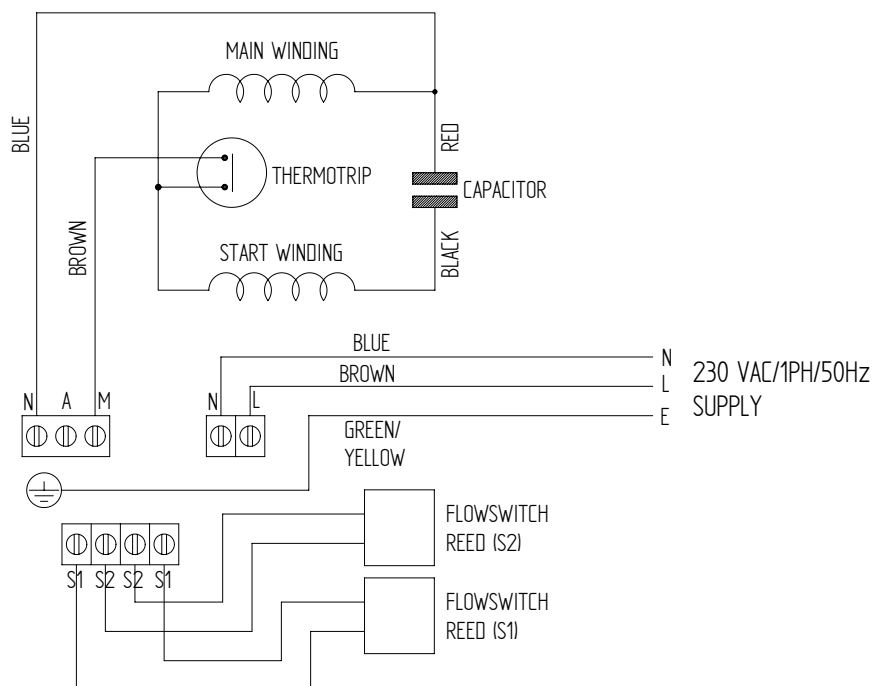 MAIN WINDING
BLUE
RED
THERMOTRIP
CAPACITOR
BROWN
START WINDING
BLACK
BLUE
N
BROWN
L
230 VAC/1PH/50Hz
SUPPLY
N A M
N L
E
GREEN/
YELLOW
FLOWSWITCH
REED (S2)
S1 S2 S2 S1
FLOWSWITCH
REED (S1)